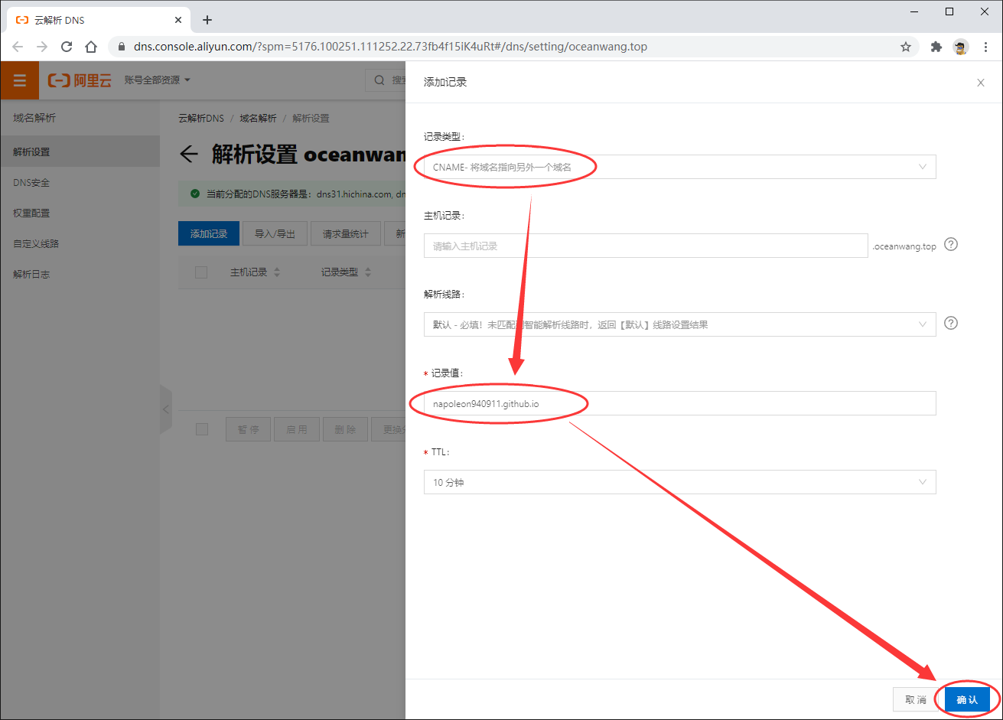 云解析 DNS
dns.console.aliyun.com/?spm=5176.100251.111252.22.73fb4f15iK4uRt#/dns/setting/oceanwang.top
阿里云
账号全部资源
域名解析
解析设置
DNS安全
权重配置
自定义线路
解析日志
云解析DNS / 域名解析 / 解析设置
解析设置 oceanwan
当前分配的DNS服务器是: dns31.hichina.com, dn
添加记录
导入/导出
请求量统计
新
主机记录
记录类型
暂停
启用
删除
更换
添加记录
记录类型:
CNAME- 将域名指向另外一个域名
主机记录:
请输入主机记录
.oceanwang.top
解析线路:
默认 - 必填！未匹配 智能解析线路时，返回【默认】线路设置结果
* 记录值:
napoleon940911.github.io
* TTL:
10 分钟
取消
确认